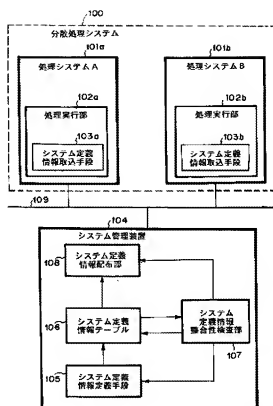 100
分散処理システム
101a
処理システムA
102a
処理実行部
103a
システム定義
情報取込手段
101b
処理システムB
102b
処理実行部
103b
システム定義
情報取込手段
109
104
システム管理装置
108
システム定義
情報配布部
106
システム定義
情報テーブル
システム
定義情報
整合性検査部
107
105
システム定義
情報定義手段